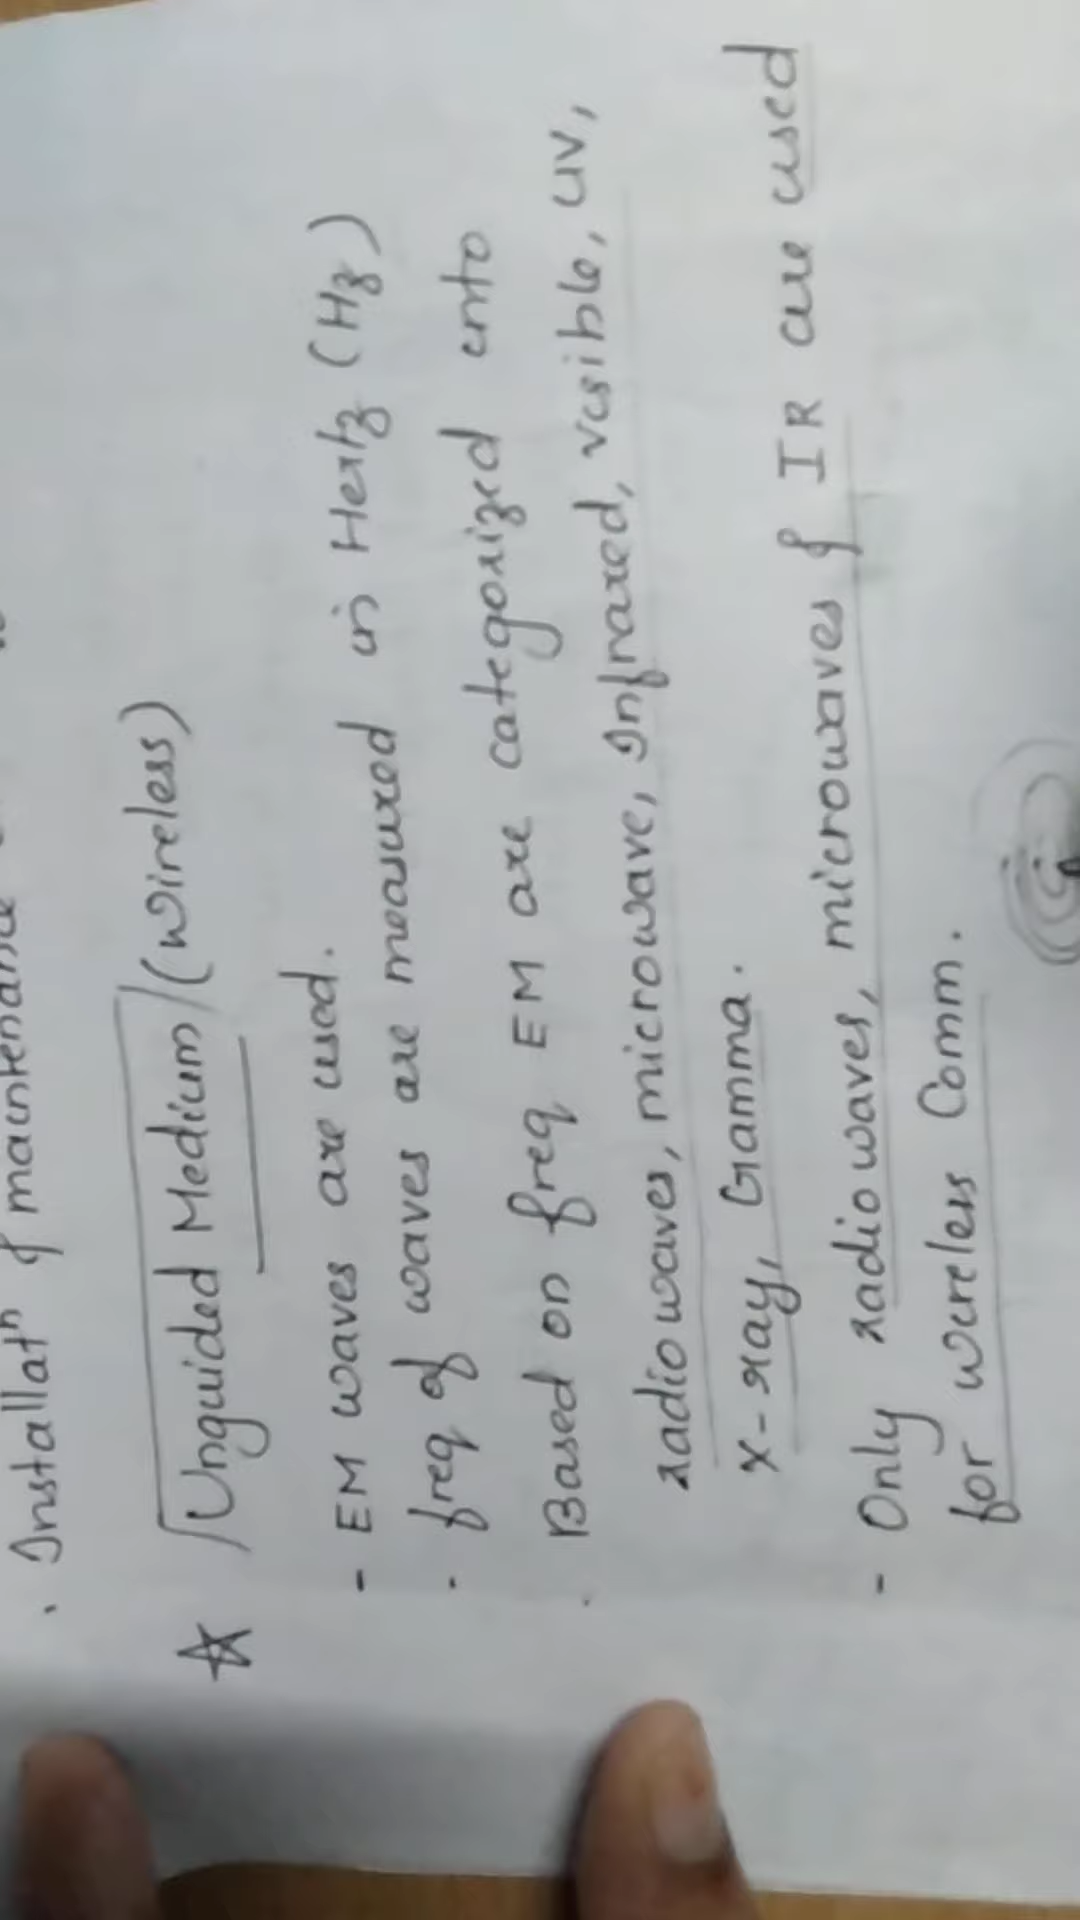 . Installatⁿ & maintenance
☆ Unguided Medium (wireless)
- EM waves are used.
. freq of waves are measured in Hertz (Hz)
. Based on freq EM are categorized into
radiowaves, microwave, Infrared, visible, UV,
x-ray, Gamma.
- Only radiowaves, microwaves & IR are used
for wireless Comm.